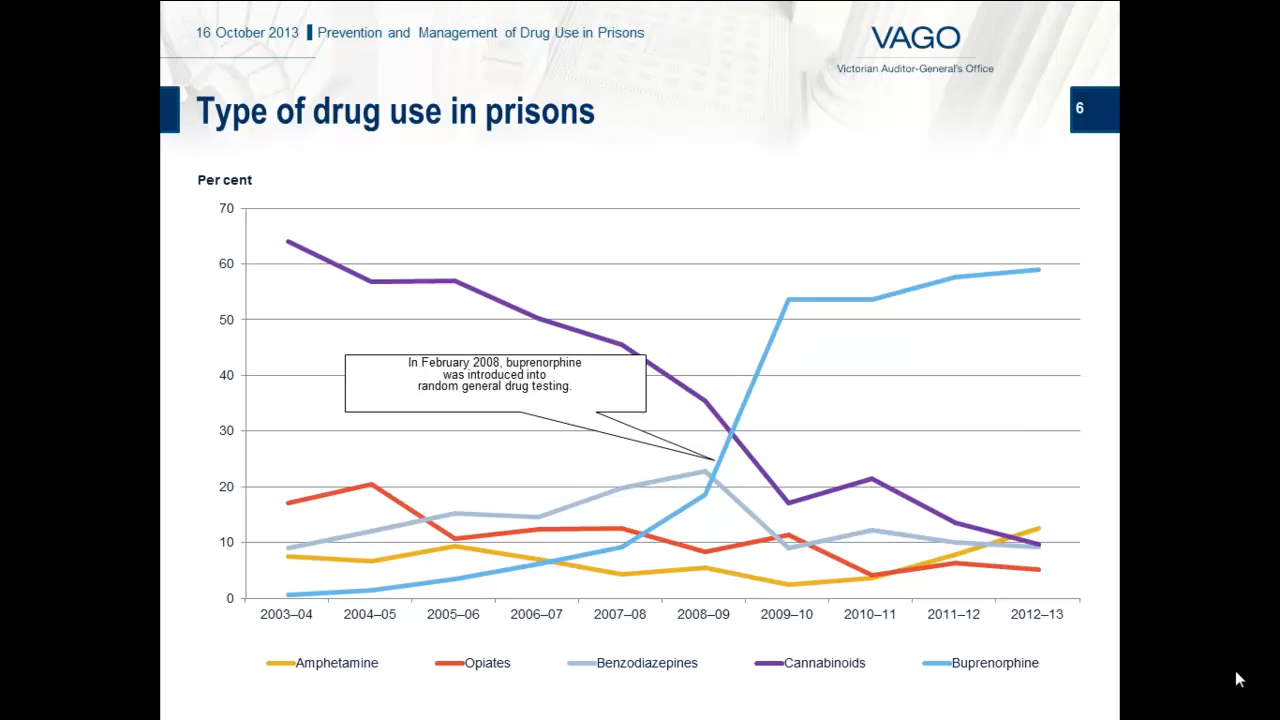 16 October 2013 Prevention and Management of Drug Use in Prisons
VAGO
Victorian Auditor-General's Office
Type of drug use in prisons
6
Per cent
70
60
50
40
30
20
10
0
In February 2008, buprenorphine
was introduced into
random general drug testing.
2003–04 2004–05 2005–06 2006–07 2007–08 2008–09 2009–10 2010–11 2011–12 2012–13
Amphetamine Opiates Benzodiazepines Cannabinoids Buprenorphine